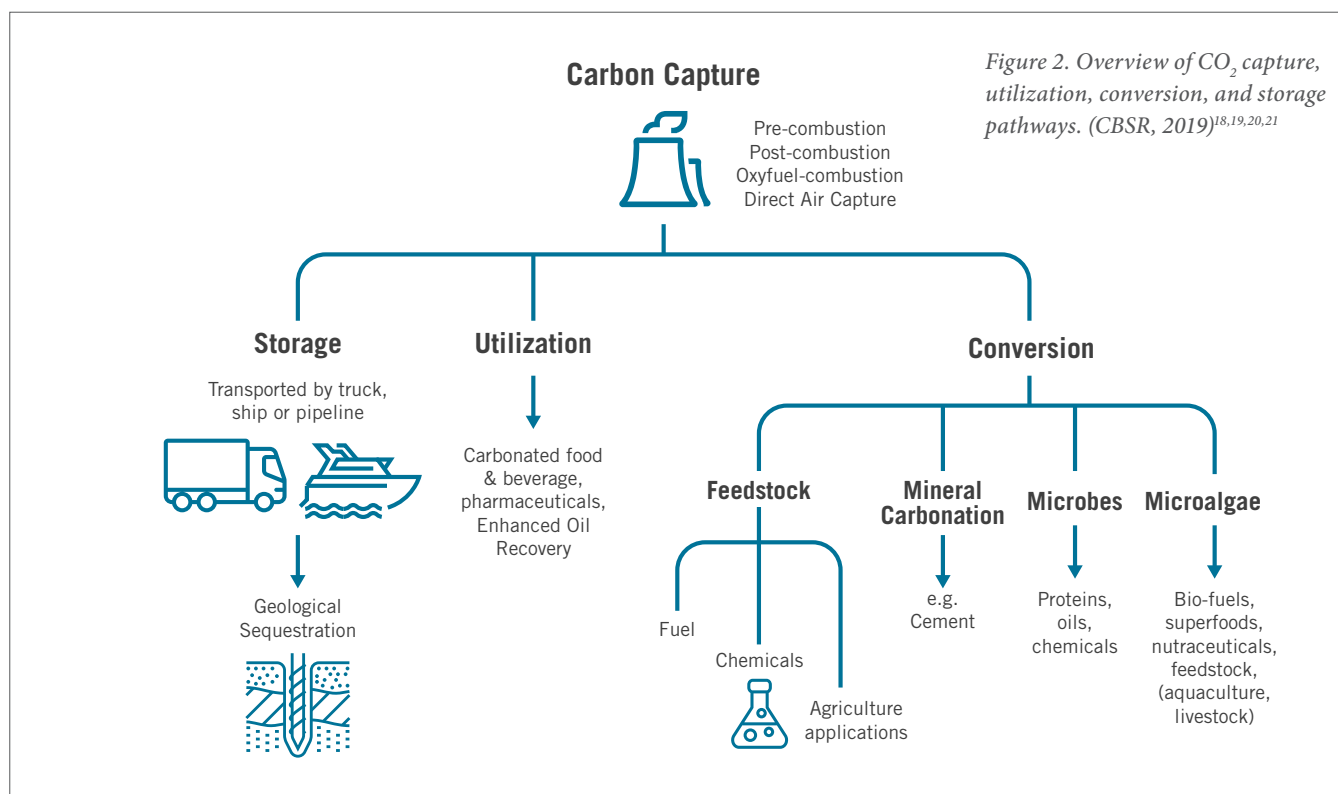 Carbon Capture
Figure 2. Overview of CO₂ capture,
utilization, conversion, and storage
pathways. (CBSR, 2019)18,19,20,21
Pre-combustion
Post-combustion
Oxyfuel-combustion
Direct Air Capture
Storage
Transported by truck,
ship or pipeline
Geological
Sequestration
Utilization
Carbonated food
& beverage,
pharmaceuticals,
Enhanced Oil
Recovery
Conversion
Feedstock
Fuel
Chemicals
Agriculture
applications
Mineral
Carbonation
e.g.
Cement
Microbes
Proteins,
oils,
chemicals
Microalgae
Bio-fuels,
superfoods,
nutraceuticals,
feedstock,
(aquaculture,
livestock)